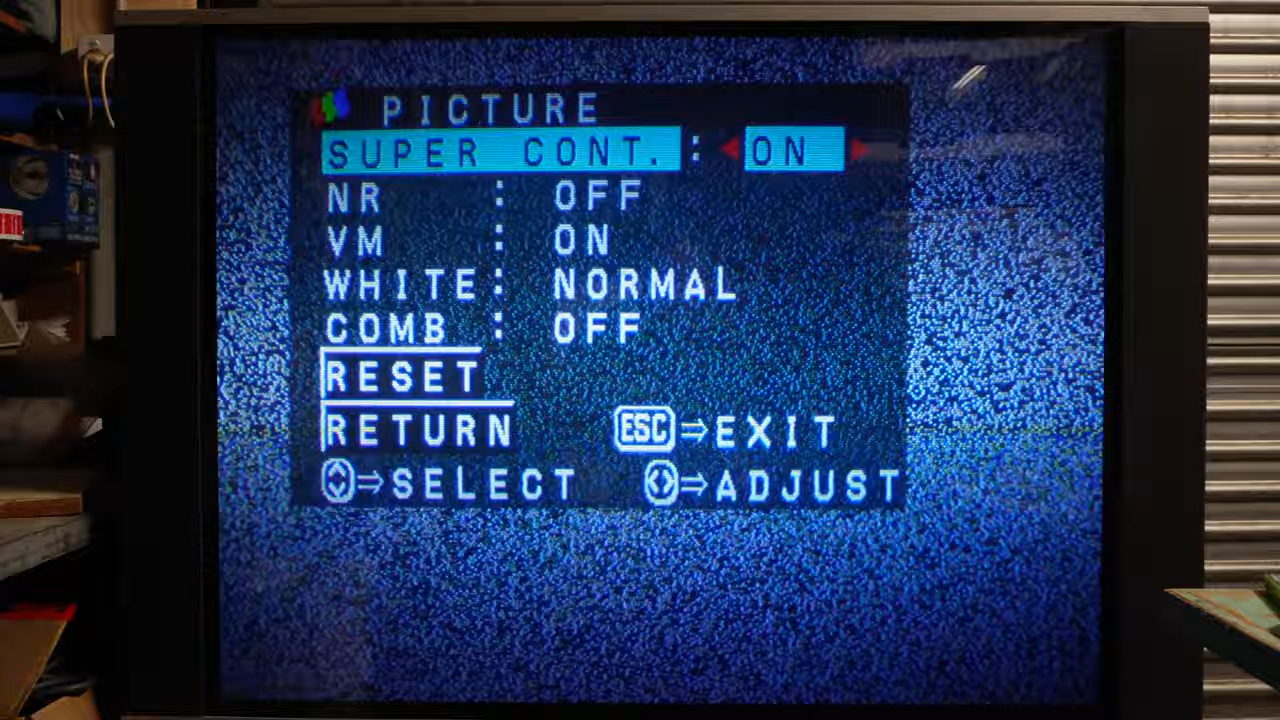 PICTURE
SUPER CONT. : ON
NR : OFF
VM : ON
WHITE: NORMAL
COMB : OFF
RESET
RETURN ESC⇒EXIT
⇒SELECT ⇒ADJUST